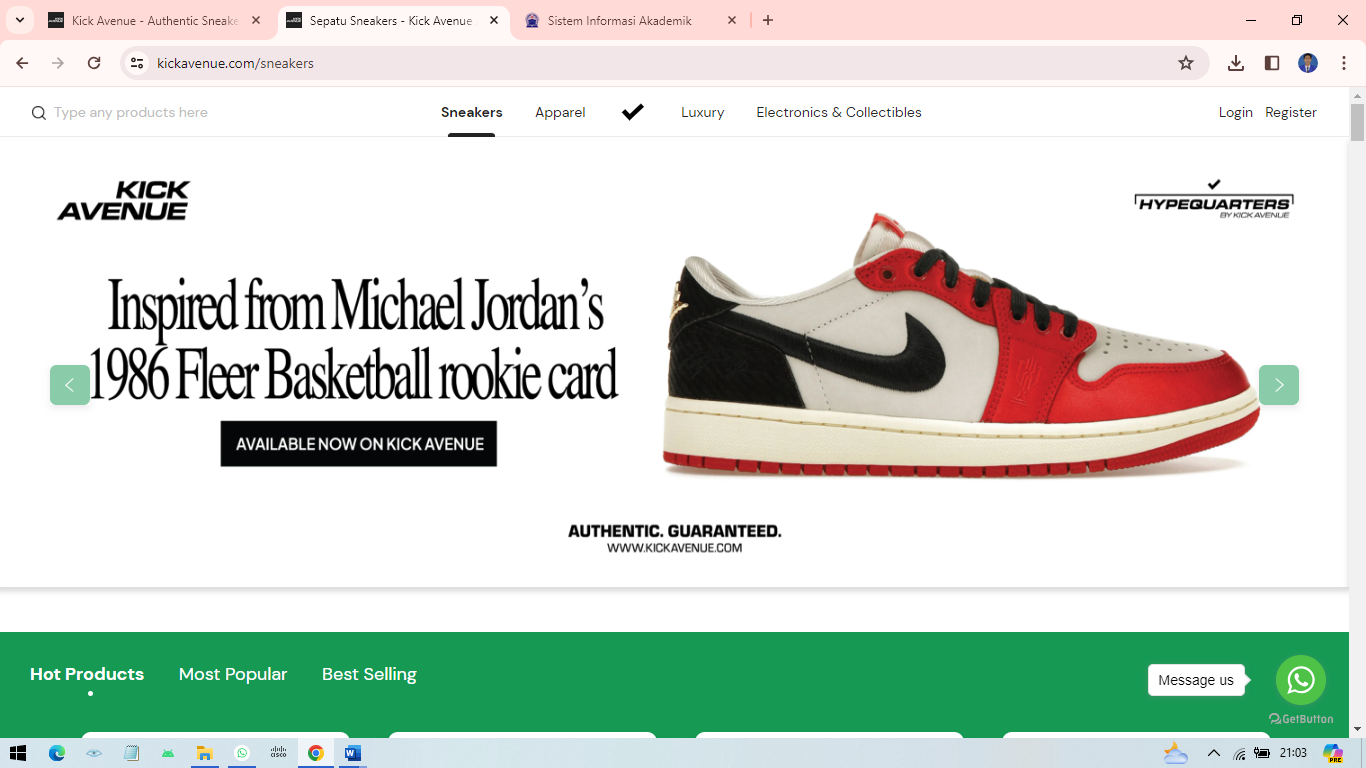 Kick Avenue - Authentic Sneake
Sepatu Sneakers - Kick Avenue
Sistem Informasi Akademik
kickavenue.com/sneakers
Type any products here
Sneakers
Apparel
Luxury
Electronics & Collectibles
Login
Register
KICK
AVENUE
HYPEQUARTERS
BY KICK AVENUE
Inspired from Michael Jordan's
1986 Fleer Basketball rookie card
AVAILABLE NOW ON KICK AVENUE
AUTHENTIC. GUARANTEED.
WWW.KICKAVENUE.COM
Hot Products
Most Popular
Best Selling
Message us
GetButton
cisco
21:03
PRE